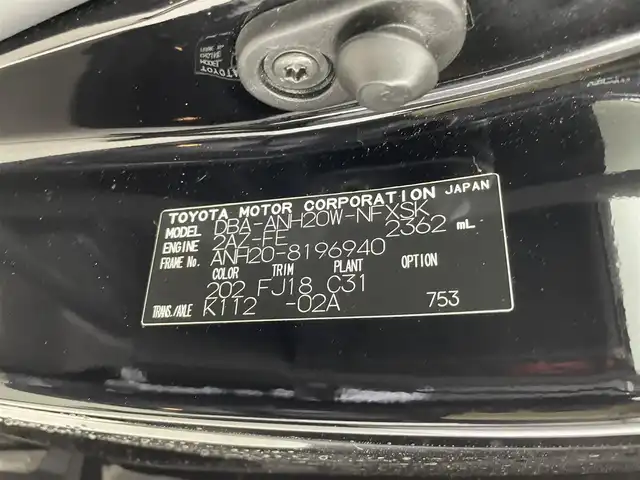 TOYOTA MOTOR CORPORATION JAPAN
MODEL DBA-ANH20W-NFXSK
ENGINE 2AZ-FE 2362 mL
FRAME No. ANH20-8196940
COLOR TRIM PLANT OPTION
202 FJ18 C31
TRANS./AXLE K112 -02A 753